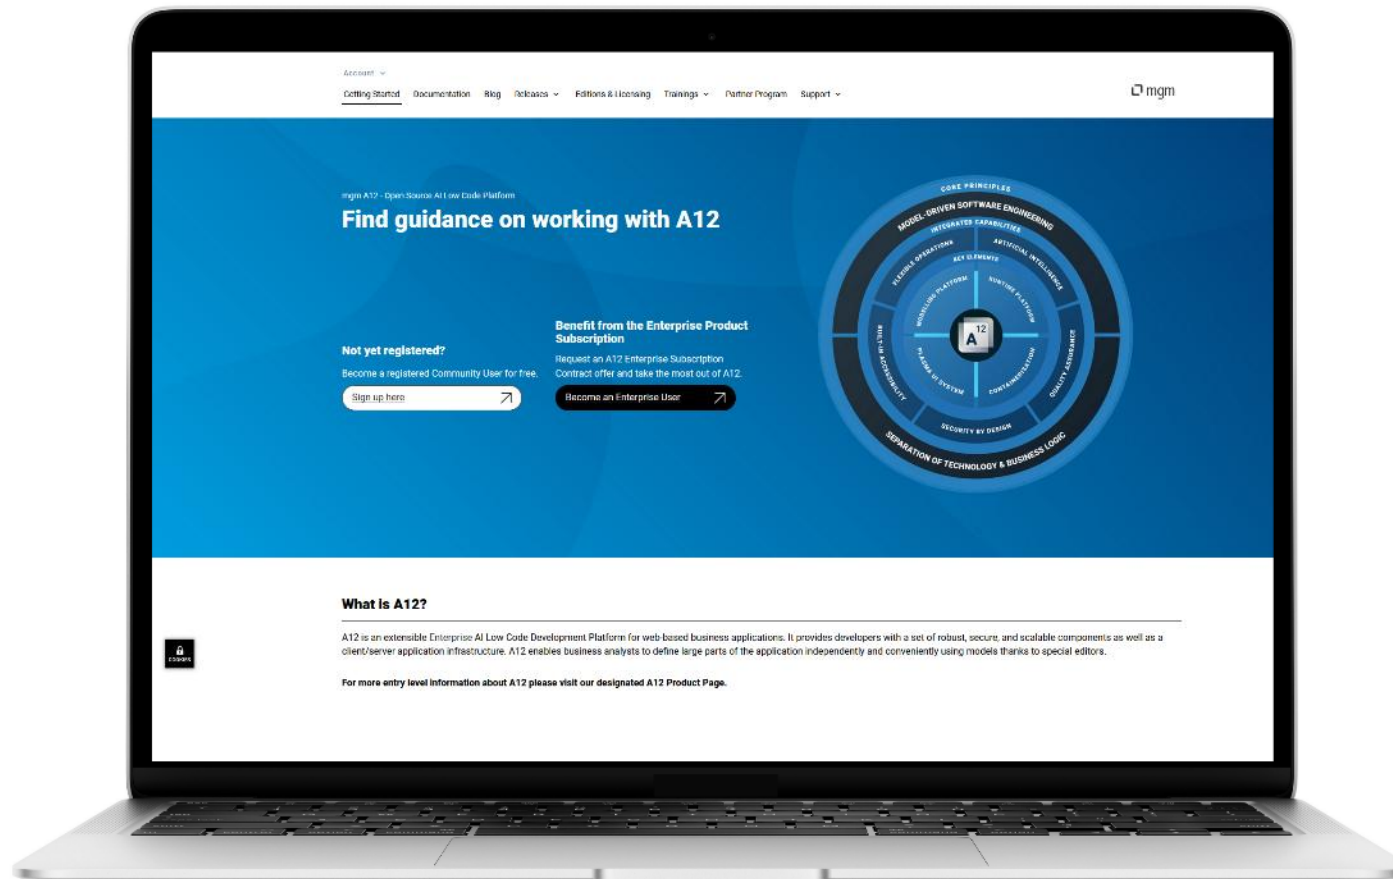 Account
Getting Started Documentation Blog Releases Editions & Licensing Trainings Partner Program Support
mgm
mgm A12 - Open Source AI Low Code Platform
Find guidance on working with A12
Not yet registered?
Become a registered Community User for free.
Sign up here
Benefit from the Enterprise Product
Subscription
Request an A12 Enterprise Subscription
Contract offer and take the most out of A12.
Become an Enterprise User
CORE PRINCIPLES
MODEL-DRIVEN SOFTWARE ENGINEERING
INTEGRATED CAPABILITIES
FLEXIBLE OPERATIONS
ARTIFICIAL INTELLIGENCE
KEY ELEMENTS
MODELLING PLATFORM
RUNTIME PLATFORM
A12
BUILT-IN ACCESSIBILITY
QUALITY ASSURANCE
PLASMA UI SYSTEM
CONTAINERISATION
SECURITY BY DESIGN
SEPARATION OF TECHNOLOGY & BUSINESS LOGIC
What is A12?
A12 is an extensible Enterprise AI Low Code Development Platform for web-based business applications. It provides developers with a set of robust, secure, and scalable components as well as a
client/server application infrastructure. A12 enables business analysts to define large parts of the application independently and conveniently using models thanks to special editors.
COOKIES
For more entry level information about A12 please visit our designated A12 Product Page.